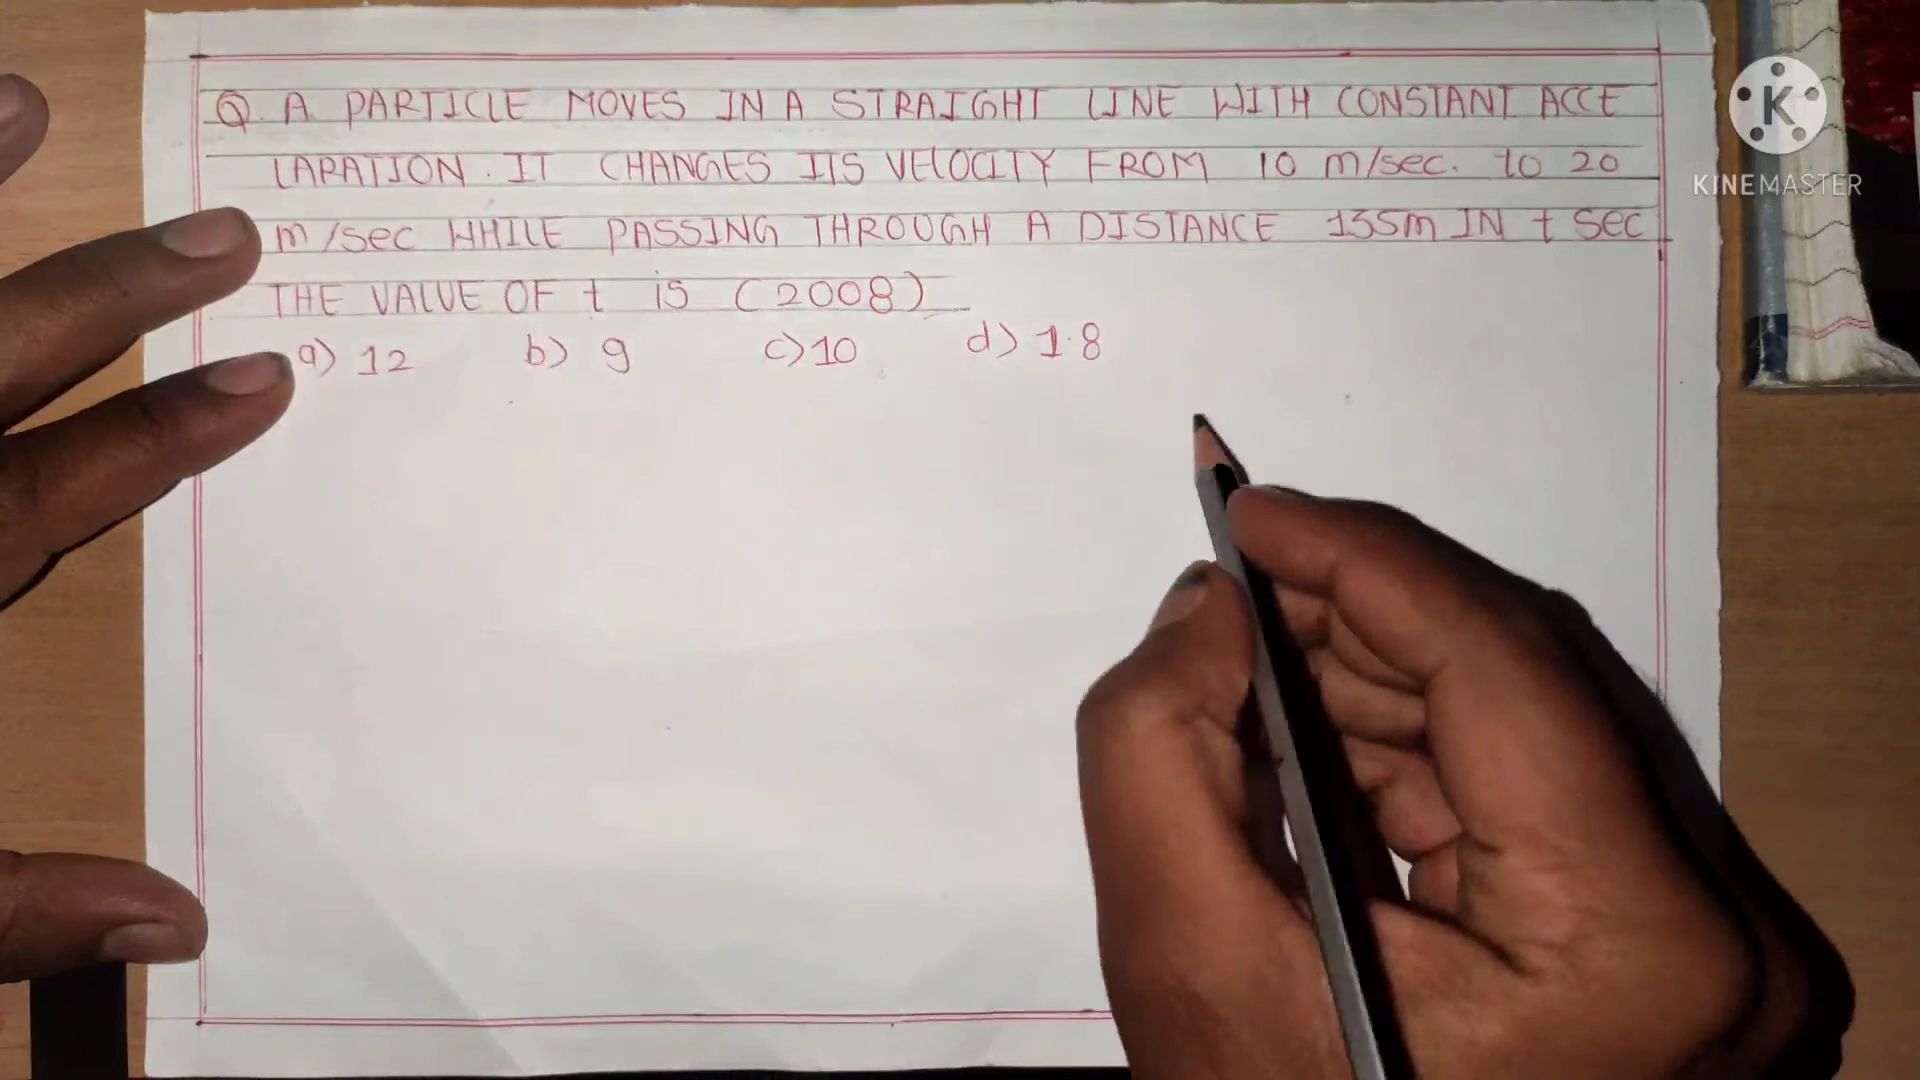 Q. A PARTICLE MOVES IN A STRAIGHT LINE WITH CONSTANT ACCE
LARATION. IT CHANGES ITS VELOCITY FROM 10 m/sec. to 20
m/sec WHILE PASSING THROUGH A DISTANCE 135m IN t sec
THE VALUE OF t is (2008)
a) 12 b) 9 c) 10 d) 1.8
K
KINEMASTER